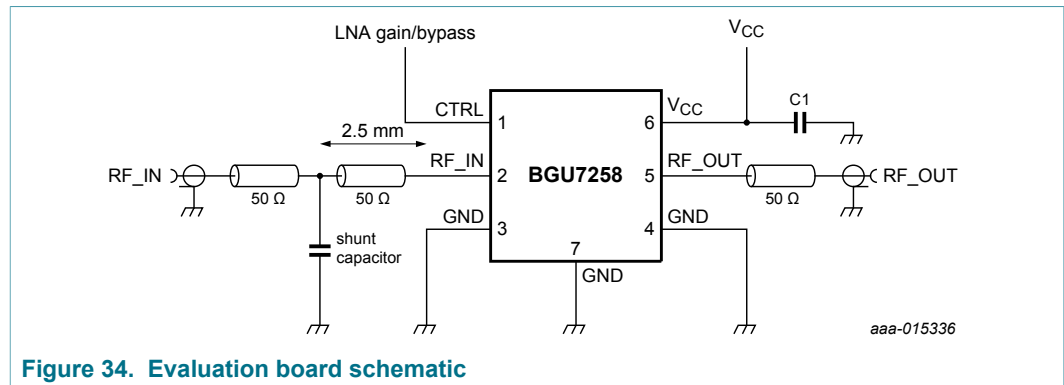 LNA gain/bypass
VCC
C1
CTRL
1
6
VCC
2.5 mm
RF_IN
50 Ω
50 Ω
RF_IN
2
BGU7258
5
RF_OUT
50 Ω
RF_OUT
GND
3
4
GND
shunt
capacitor
7
GND
aaa-015336
Figure 34. Evaluation board schematic